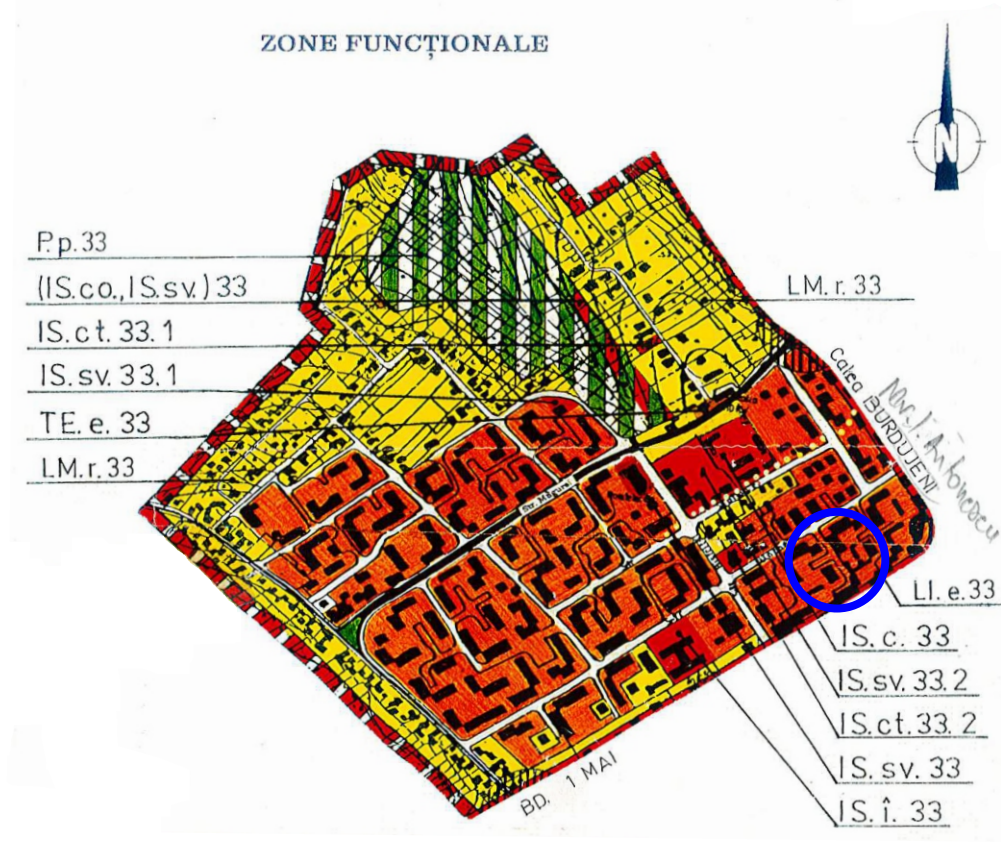 ZONE FUNCȚIONALE
N
P.p.33
(IS.co., IS.sv.) 33
IS.ct. 33.1
IS.sv. 33.1
TE.e. 33
LM.r. 33
LM.r. 33
Calea BURDUJENI
Str. Mărăști
LI.e.33
IS.c. 33
IS.sv. 33.2
IS.ct. 33.2
IS.sv. 33
IS.î. 33
BD. 1 MAI